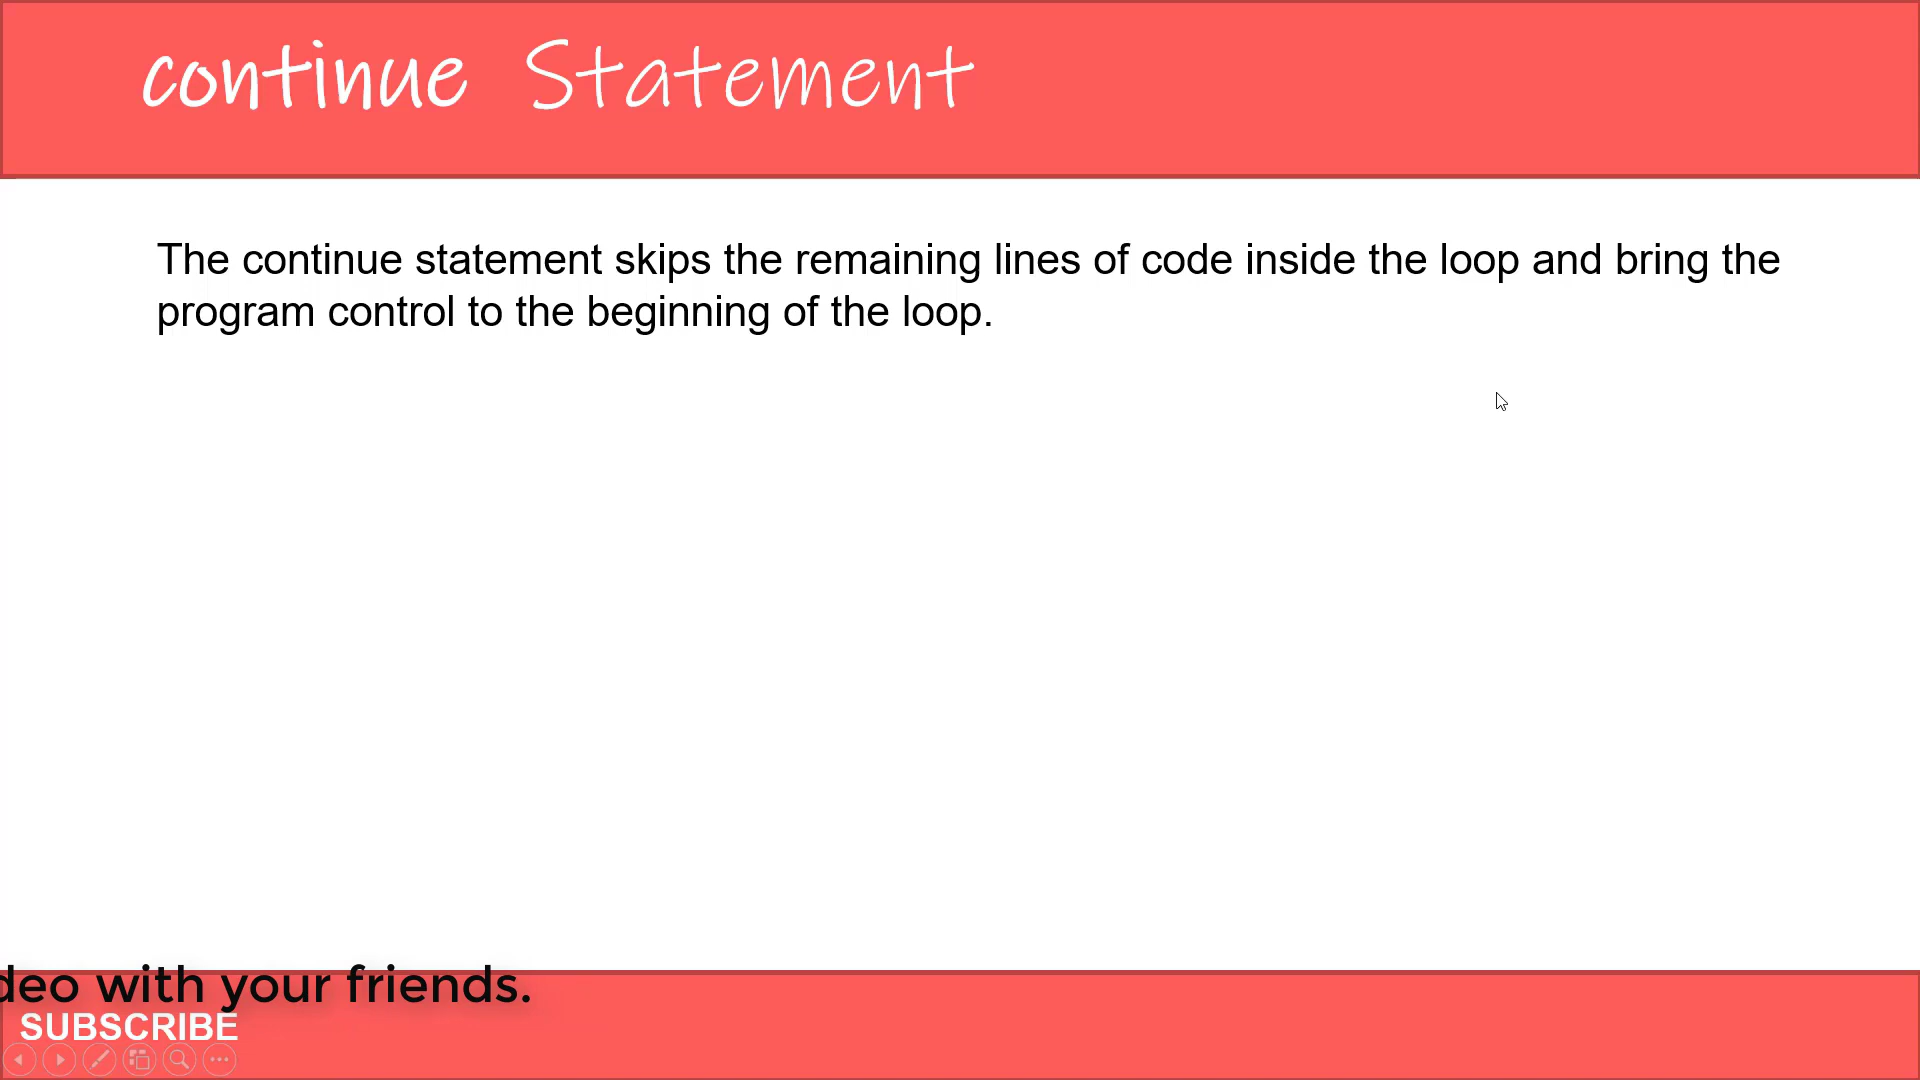 continue Statement
The continue statement skips the remaining lines of code inside the loop and bring the
program control to the beginning of the loop.
with your friends.
SUBSCRIBE